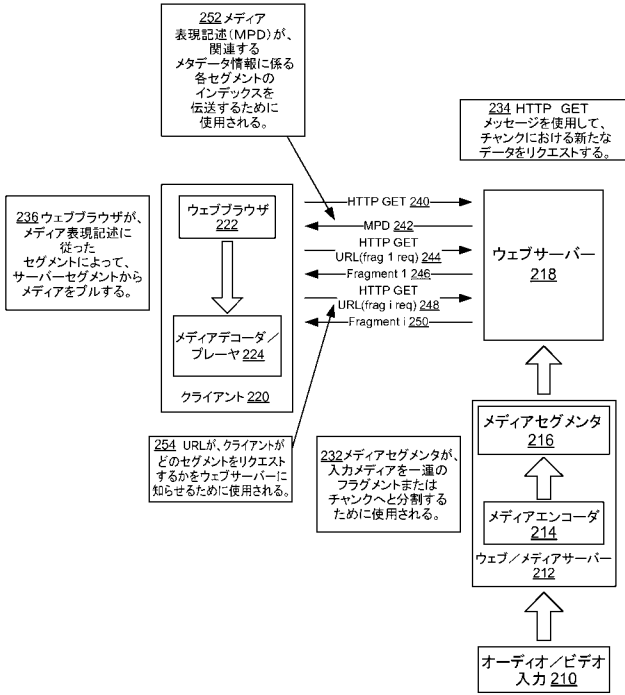 252 メディア
表現記述(MPD)が、
関連する
メタデータ情報に係る
各セグメントの
インデックスを
伝送するために
使用される。
234 HTTP GET
メッセージを使用して、
チャンクにおける新たな
データをリクエストする。
236 ウェブブラウザが、
メディア表現記述に
従った
セグメントによって、
サーバーセグメントから
メディアをプルする。
ウェブブラウザ
222
メディアデコーダ/
プレーヤ 224
クライアント 220
HTTP GET 240
MPD 242
HTTP GET
URL(frag 1 req) 244
Fragment 1 246
HTTP GET
URL(frag i req) 248
Fragment i 250
ウェブサーバー
218
254 URLが、クライアントが
どのセグメントをリクエスト
するかをウェブサーバーに
知らせるために使用される。
232 メディアセグメンタが、
入力メディアを一連の
フラグメントまたは
チャンクへと分割する
ために使用される。
メディアセグメンタ
216
メディアエンコーダ
214
ウェブ/メディアサーバー
212
オーディオ/ビデオ
入力 210